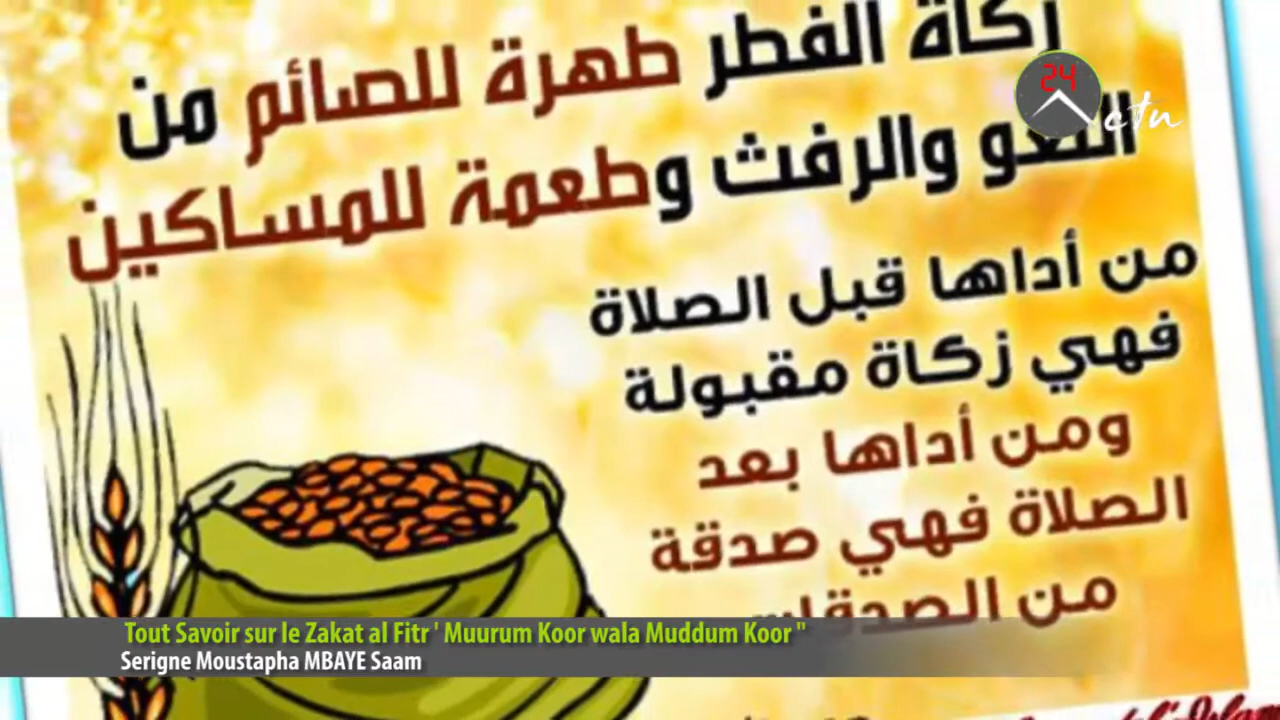 زكاة الفطر طهرة للصائم من
اللغو والرفث وطعمة للمساكين
من أداها قبل الصلاة
فهي زكاة مقبولة
ومن أداها بعد
الصلاة فهي صدقة
من الصدقات
24
ctn
Tout Savoir sur le Zakat al Fitr ' Muurum Koor wala Muddum Koor "
Serigne Moustapha MBAYE Saam